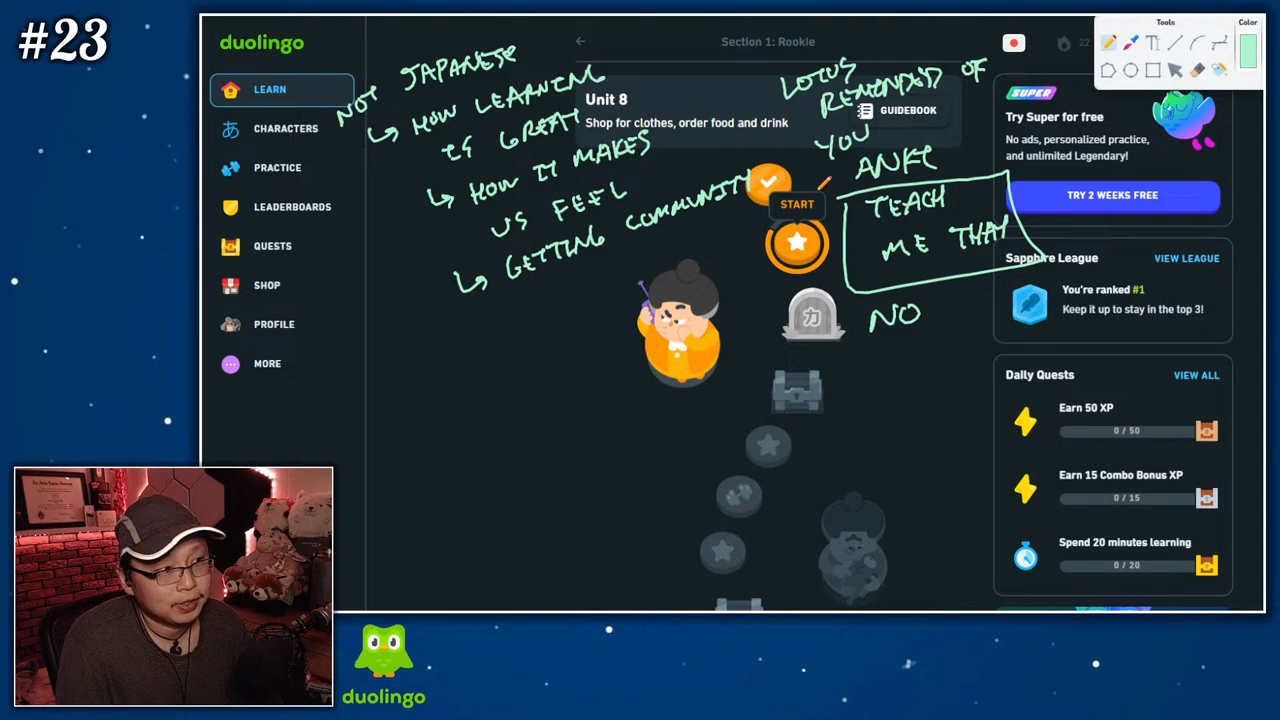 #23
duolingo
LEARN
CHARACTERS
PRACTICE
LEADERBOARDS
QUESTS
SHOP
PROFILE
MORE
Section 1: Rookie
22
Unit 8
Shop for clothes, order food and drink
GUIDEBOOK
NOT JAPANESE
HOW LEARNING
IS GREAT
HOW IT MAKES
US FEEL
GETTING COMMUNITY
LOTUS
REMINDED OF
YOU
ANKI
TEACH
ME THAT
NO
START
力
Tools
Color
SUPER
Try Super for free
No ads, personalized practice,
and unlimited Legendary!
TRY 2 WEEKS FREE
Sapphire League
VIEW LEAGUE
You're ranked #1
Keep it up to stay in the top 3!
Daily Quests
VIEW ALL
Earn 50 XP
0 / 50
Earn 15 Combo Bonus XP
0 / 15
Spend 20 minutes learning
0 / 20
duolingo